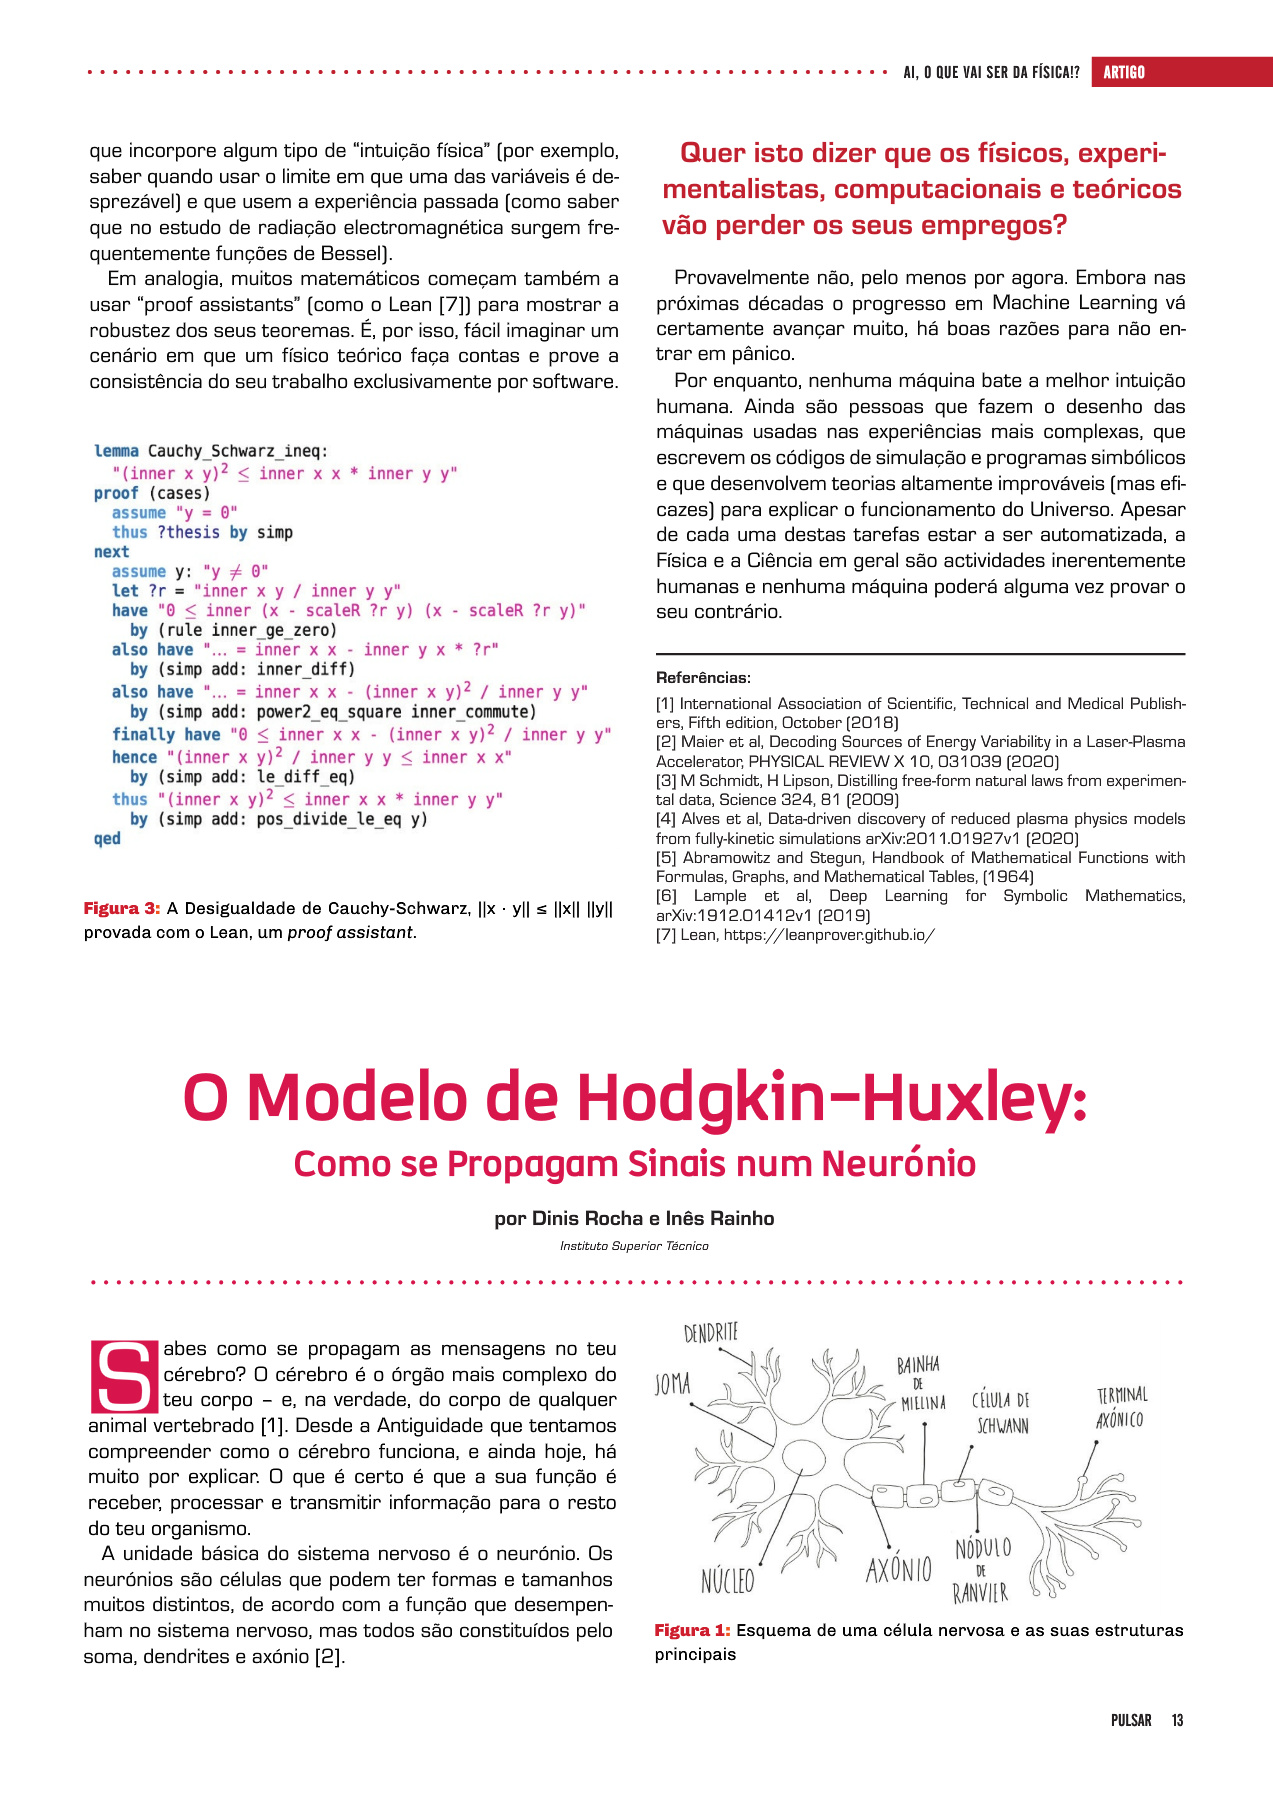 AI, O QUE VAI SER DA FÍSICA!? ARTIGO
que incorpore algum tipo de “intuição física” (por exemplo,
saber quando usar o limite em que uma das variáveis é de-
sprezável) e que usem a experiência passada (como saber
que no estudo de radiação electromagnética surgem fre-
quentemente funções de Bessel).
Em analogia, muitos matemáticos começam também a
usar “proof assistants” (como o Lean [7]) para mostrar a
robustez dos seus teoremas. É, por isso, fácil imaginar um
cenário em que um físico teórico faça contas e prove a
consistência do seu trabalho exclusivamente por software.
lemma Cauchy_Schwarz_ineq:
"(inner x y)² ≤ inner x x * inner y y"
proof (cases)
assume "y = 0"
thus ?thesis by simp
next
assume y: "y ≠ 0"
let ?r = "inner x y / inner y y"
have "0 ≤ inner (x - scaleR ?r y) (x - scaleR ?r y)"
by (rule inner_ge_zero)
also have "... = inner x x - inner y x * ?r"
by (simp add: inner_diff)
also have "... = inner x x - (inner x y)² / inner y y"
by (simp add: power2_eq_square inner_commute)
finally have "0 ≤ inner x x - (inner x y)² / inner y y"
hence "(inner x y)² / inner y y ≤ inner x x"
by (simp add: le_diff_eq)
thus "(inner x y)² ≤ inner x x * inner y y"
by (simp add: pos_divide_le_eq y)
qed
Figura 3: A Desigualdade de Cauchy-Schwarz, ||x · y|| ≤ ||x|| ||y||
provada com o Lean, um proof assistant.
Quer isto dizer que os físicos, experi-
mentalistas, computacionais e teóricos
vão perder os seus empregos?
Provavelmente não, pelo menos por agora. Embora nas
próximas décadas o progresso em Machine Learning vá
certamente avançar muito, há boas razões para não en-
trar em pânico.
Por enquanto, nenhuma máquina bate a melhor intuição
humana. Ainda são pessoas que fazem o desenho das
máquinas usadas nas experiências mais complexas, que
escrevem os códigos de simulação e programas simbólicos
e que desenvolvem teorias altamente improváveis (mas efi-
cazes) para explicar o funcionamento do Universo. Apesar
de cada uma destas tarefas estar a ser automatizada, a
Física e a Ciência em geral são actividades inerentemente
humanas e nenhuma máquina poderá alguma vez provar o
seu contrário.
Referências:
[1] International Association of Scientific, Technical and Medical Publish-
ers, Fifth edition, October (2018)
[2] Maier et al, Decoding Sources of Energy Variability in a Laser-Plasma
Accelerator, PHYSICAL REVIEW X 10, 031039 (2020)
[3] M Schmidt, H Lipson, Distilling free-form natural laws from experimen-
tal data, Science 324, 81 (2009)
[4] Alves et al, Data-driven discovery of reduced plasma physics models
from fully-kinetic simulations arXiv:2011.01927v1 (2020)
[5] Abramowitz and Stegun, Handbook of Mathematical Functions with
Formulas, Graphs, and Mathematical Tables, (1964)
[6] Lample et al, Deep Learning for Symbolic Mathematics,
arXiv:1912.01412v1 (2019)
[7] Lean, https://leanprover.github.io/
O Modelo de Hodgkin-Huxley:
Como se Propagam Sinais num Neurónio
por Dinis Rocha e Inês Rainho
Instituto Superior Técnico
Sabes como se propagam as mensagens no teu
cérebro? O cérebro é o órgão mais complexo do
teu corpo – e, na verdade, do corpo de qualquer
animal vertebrado [1]. Desde a Antiguidade que tentamos
compreender como o cérebro funciona, e ainda hoje, há
muito por explicar. O que é certo é que a sua função é
receber, processar e transmitir informação para o resto
do teu organismo.
A unidade básica do sistema nervoso é o neurónio. Os
neurónios são células que podem ter formas e tamanhos
muitos distintos, de acordo com a função que desempen-
ham no sistema nervoso, mas todos são constituídos pelo
soma, dendrites e axónio [2].
DENDRITE
SOMA
BAINHA
DE
MIELINA
CÉLULA DE
SCHWANN
TERMINAL
AXÓNICO
NÚCLEO
AXÓNIO
NÓDULO
DE
RANVIER
Figura 1: Esquema de uma célula nervosa e as suas estruturas
principais
PULSAR 13